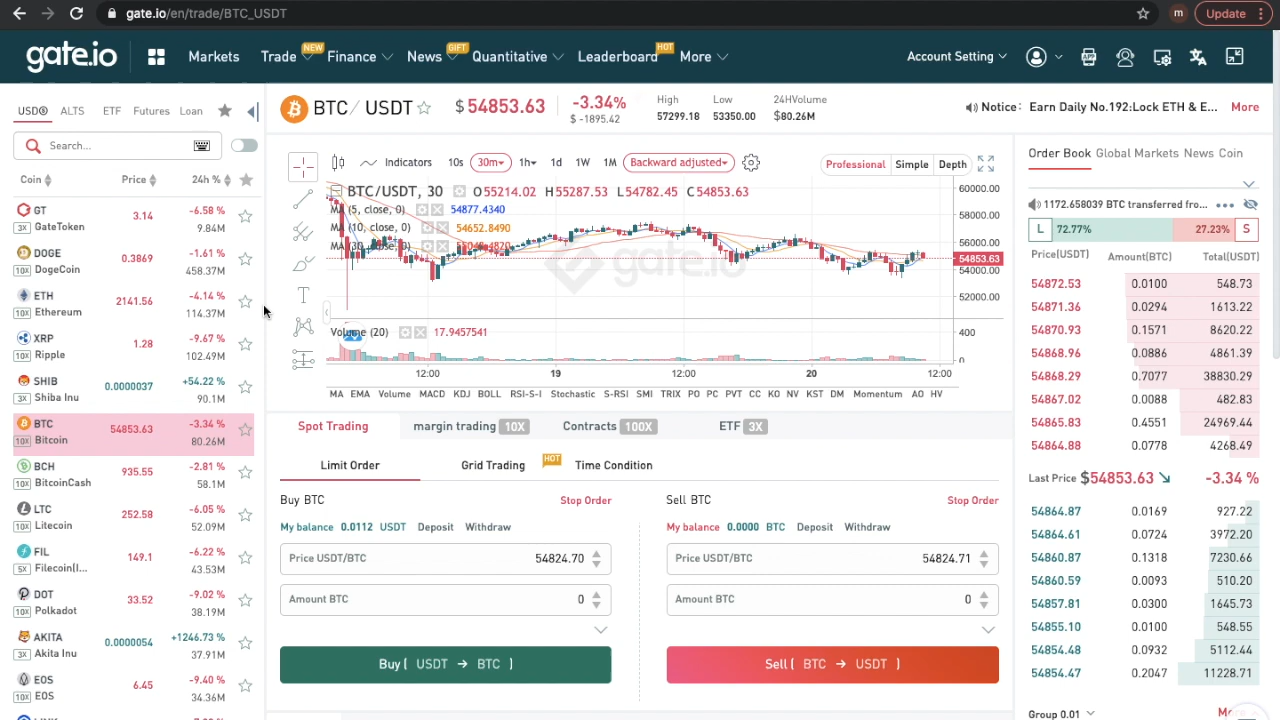 gate.io/en/trade/BTC_USDT
m
Update
gate.io
Markets
Trade
NEW
Finance
News
GIFT
Quantitative
Leaderboard
HOT
More
Account Setting
USD®
ALTS
ETF
Futures
Loan
Search...
Coin
Price
24h %
GT
3X GateToken
3.14
-6.58 %
9.84M
DOGE
10X DogeCoin
0.3869
-1.61 %
458.37M
ETH
10X Ethereum
2141.56
-4.14 %
114.37M
XRP
10X Ripple
1.28
-9.67 %
102.49M
SHIB
3X Shiba Inu
0.0000037
+54.22 %
90.1M
BTC
10X Bitcoin
54853.63
-3.34 %
80.26M
BCH
10X BitcoinCash
935.55
-2.81 %
58.1M
LTC
10X Litecoin
252.58
-6.05 %
52.09M
FIL
5X Filecoin(I...
149.1
-6.22 %
43.53M
DOT
10X Polkadot
33.52
-9.02 %
38.19M
AKITA
3X Akita Inu
0.0000054
+1246.73 %
37.91M
EOS
10X EOS
6.45
-9.40 %
34.36M
BTC/ USDT
$ 54853.63
-3.34%
$ -1895.42
High
57299.18
Low
53350.00
24HVolume
$80.26M
Notice: Earn Daily No.192:Lock ETH & E...
More
Indicators
10s
30m
1h
1d
1W
1M
Backward adjusted
Professional
Simple
Depth
BTC/USDT, 30
O55214.02 H55287.53 L54782.45 C54853.63
MA (5, close, 0)
54877.4340
MA (10, close, 0)
54652.8490
gate.io
60000.00
58000.00
56000.00
54853.63
54000.00
52000.00
Volume (20)
17.9457541
400
0
12:00
19
12:00
20
12:00
MA EMA Volume MACD KDJ BOLL RSI-S-I Stochastic S-RSI SMI TRIX PO PC PVT CC KO NV KST DM Momentum AO HV
Spot Trading
margin trading 10X
Contracts 100X
ETF 3X
Limit Order
Grid Trading
HOT
Time Condition
Buy BTC
Stop Order
My balance 0.0112 USDT Deposit Withdraw
Price USDT/BTC
54824.70
Amount BTC
0
Buy( USDT → BTC )
Sell BTC
Stop Order
My balance 0.0000 BTC Deposit Withdraw
Price USDT/BTC
54824.71
Amount BTC
0
Sell( BTC → USDT )
Order Book
Global Markets
News
Coin
1172.658039 BTC transferred fro...
L 72.77%
27.23% S
Price(USDT) Amount(BTC) Total(USDT)
54872.53 0.0100 548.73
54871.36 0.0294 1613.22
54870.93 0.1571 8620.22
54868.96 0.0886 4861.39
54868.29 0.7077 38830.29
54867.02 0.0088 482.83
54865.83 0.4551 24969.44
54864.88 0.0778 4268.49
Last Price $54853.63 -3.34 %
54864.87 0.0169 927.22
54864.61 0.0724 3972.20
54860.87 0.1318 7230.66
54860.59 0.0093 510.20
54857.81 0.0300 1645.73
54855.10 0.0100 548.55
54854.48 0.0932 5112.44
54854.47 0.2047 11228.71
Group 0.01